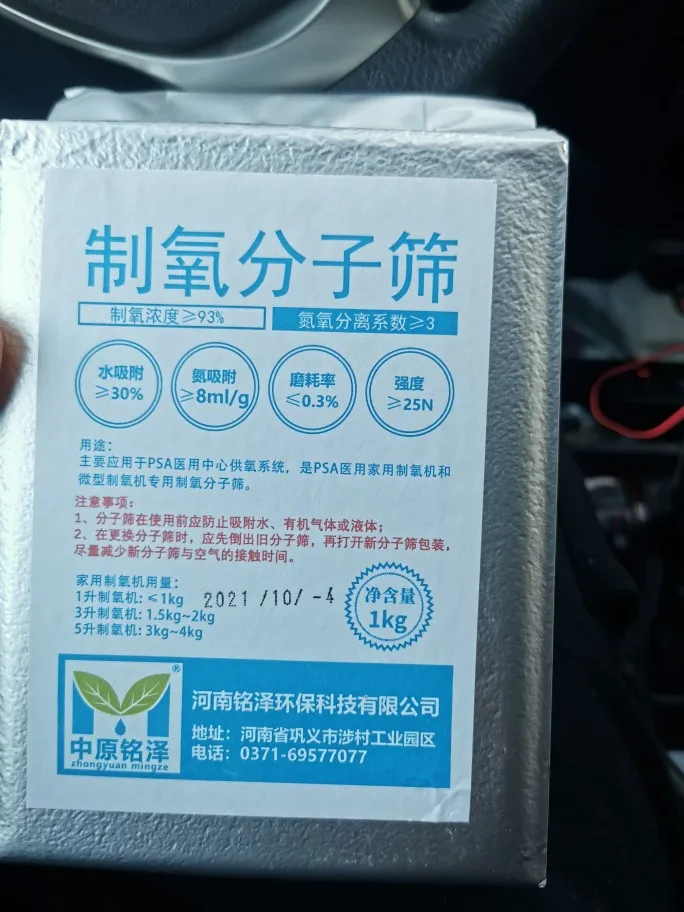 制氧分子筛
制氧浓度≥93% 氮氧分离系数≥3
水吸附 ≥30%
氮吸附 ≥8ml/g
磨耗率 ≤0.3%
强度 ≥25N
用途：
主要应用于PSA医用中心供氧系统，是PSA医用家用制氧机和
微型制氧机专用制氧分子筛。
注意事项：
1、分子筛在使用前应防止吸附水、有机气体或液体；
2、在更换分子筛时，应先倒出旧分子筛，再打开新分子筛包装，
尽量减少新分子筛与空气的接触时间。
家用制氧机用量：
1升制氧机：≤1kg
3升制氧机：1.5kg~2kg
5升制氧机：3kg~4kg
2021/10/-4
净含量
1kg
®
中原铭泽
zhongyuan mingze
河南铭泽环保科技有限公司
地址：河南省巩义市涉村工业园区
电话：0371-69577077